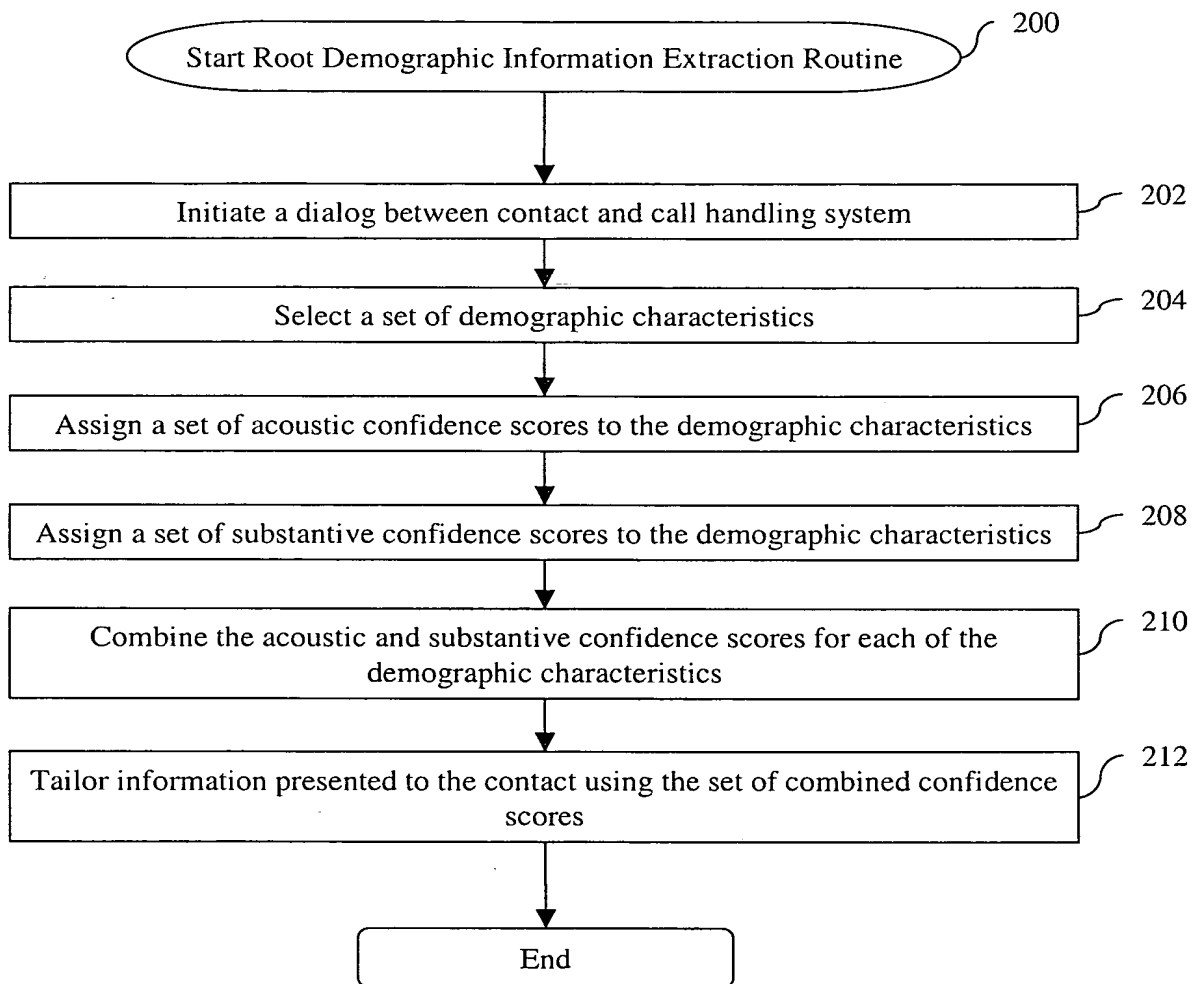 200
Start Root Demographic Information Extraction Routine
202
Initiate a dialog between contact and call handling system
204
Select a set of demographic characteristics
206
Assign a set of acoustic confidence scores to the demographic characteristics
208
Assign a set of substantive confidence scores to the demographic characteristics
210
Combine the acoustic and substantive confidence scores for each of the
demographic characteristics
212
Tailor information presented to the contact using the set of combined confidence
scores
End